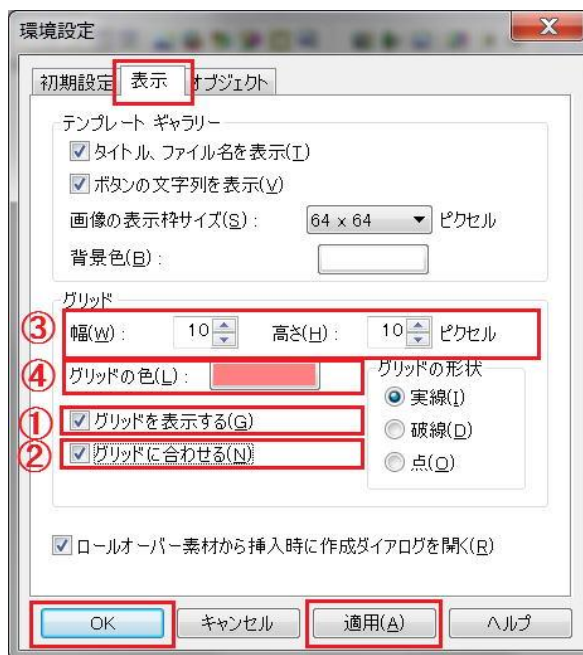 環境設定
初期設定 表示 オブジェクト
テンプレート ギャラリー
タイトル、ファイル名を表示(T)
ボタンの文字列を表示(V)
画像の表示枠サイズ(S): 64 x 64 ピクセル
背景色(B):
グリッド
③ 幅(W): 10 高さ(H): 10 ピクセル
④ グリッドの色(L):
① グリッドを表示する(G)
② グリッドに合わせる(N)
グリッドの形状
実線(I)
破線(D)
点(O)
ロールオーバー素材から挿入時に作成ダイアログを開く(R)
OK キャンセル 適用(A) ヘルプ